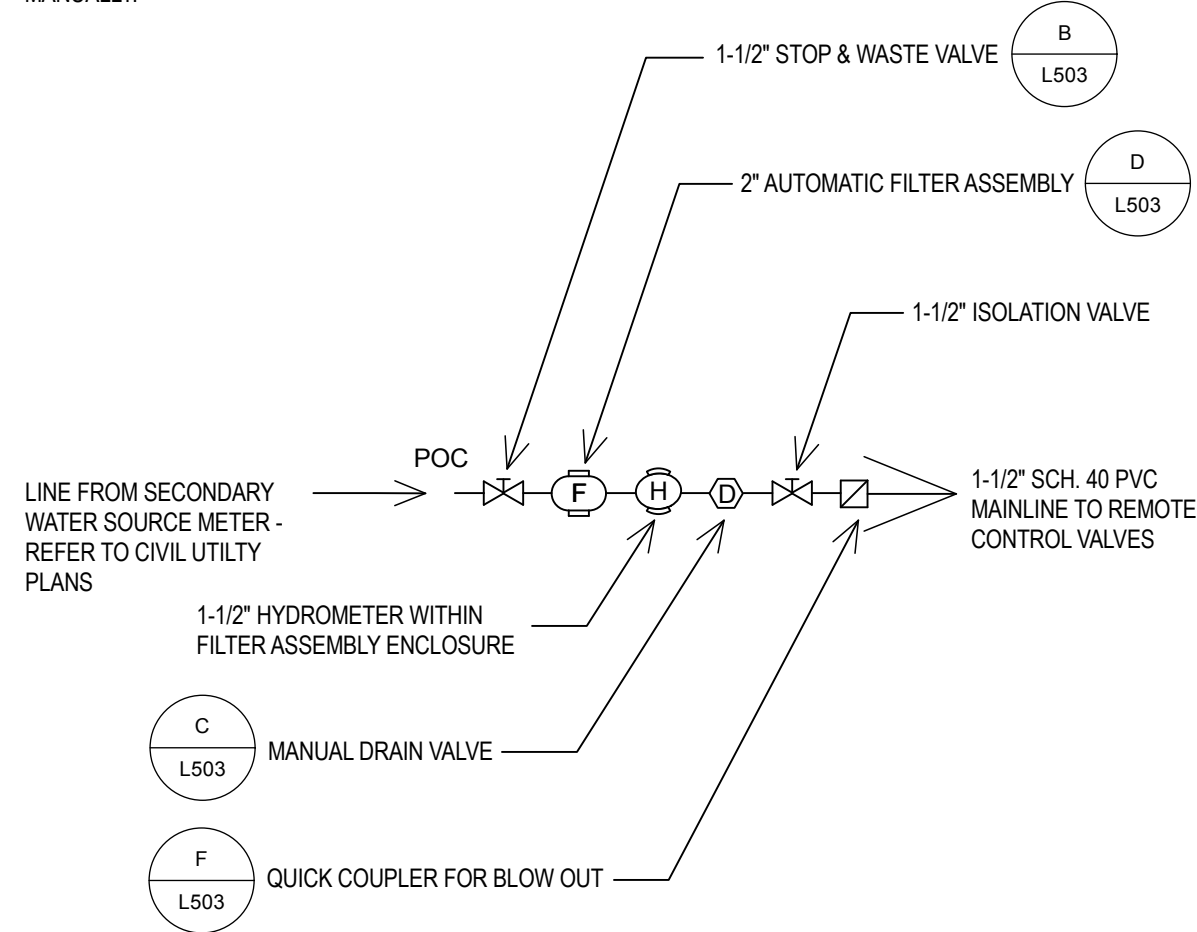 1-1/2" STOP & WASTE VALVE
B
L503
2" AUTOMATIC FILTER ASSEMBLY
D
L503
1-1/2" ISOLATION VALVE
POC
F
H
D
LINE FROM SECONDARY
WATER SOURCE METER -
REFER TO CIVIL UTILTY
PLANS
1-1/2" SCH. 40 PVC
MAINLINE TO REMOTE
CONTROL VALVES
1-1/2" HYDROMETER WITHIN
FILTER ASSEMBLY ENCLOSURE
C
L503
MANUAL DRAIN VALVE
F
L503
QUICK COUPLER FOR BLOW OUT